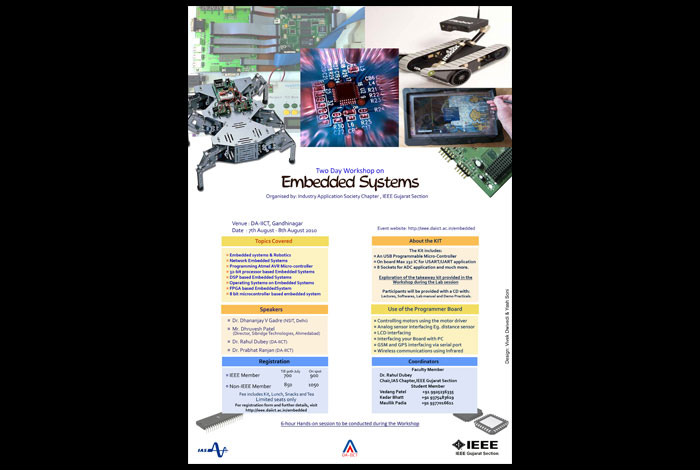 Two Day Workshop on
Embedded Systems
Organised by: Industry Application Society Chapter , IEEE Gujarat Section
Venue : DA-IICT, Gandhinagar
Date : 7th August - 8th August 2010
Event website: http://ieee.daiict.ac.in/embedded
Topics Covered
Embedded systems & Robotics
Network Embedded Systems
Programming Atmel AVR Micro-controller
32-bit processor based Embedded Systems
DSP based Embedded Systems
Operating Systems on Embedded Systems
FPGA based EmbeddedSystem
8 bit microcontroller based embedded system
About the KIT
The Kit includes:
An USB Programmable Micro-Controller
On board Max 232 IC for USART/UART application
8 Sockets for ADC application and much more.
Exploration of the takeaway kit provided in the
Workshop during the Lab session
Participants will be provided with a CD with:
Lectures, Softwares, Lab manual and Demo Practicals.
Speakers
Dr. Dhananjay V Gadre (NSIT, Delhi)
Mr. Dhruvesh Patel
(Director, Sibridge Technologies, Ahmedabad)
Dr. Rahul Dubey (DA-IICT)
Dr. Prabhat Ranjan (DA-IICT)
Use of the Programmer Board
Controlling motors using the motor driver
Analog sensor interfacing Eg. distance sensor
LCD interfacing
Interfacing your Board with PC
GSM and GPS interfacing via serial port
Wireless communications using Infrared
Registration
Till 30th July On spot
IEEE Member 700 900
Non-IEEE Member 850 1050
Fee includes Kit, Lunch, Snacks and Tea
Limited seats only
For registration form and further details, visit
http://ieee.daiict.ac.in/embedded
Coordinators
Faculty Member
Dr. Rahul Dubey
Chair,IAS Chapter,IEEE Gujarat Section
Student Member
Vedang Patel
Kedar Bhatt
Maullik Padia
Design: Vivek Dwivedi & Yash Soni
6-hour Hands on session to be conducted during the Workshop
IAS
DA-IICT
IEEE
IEEE Gujarat Section